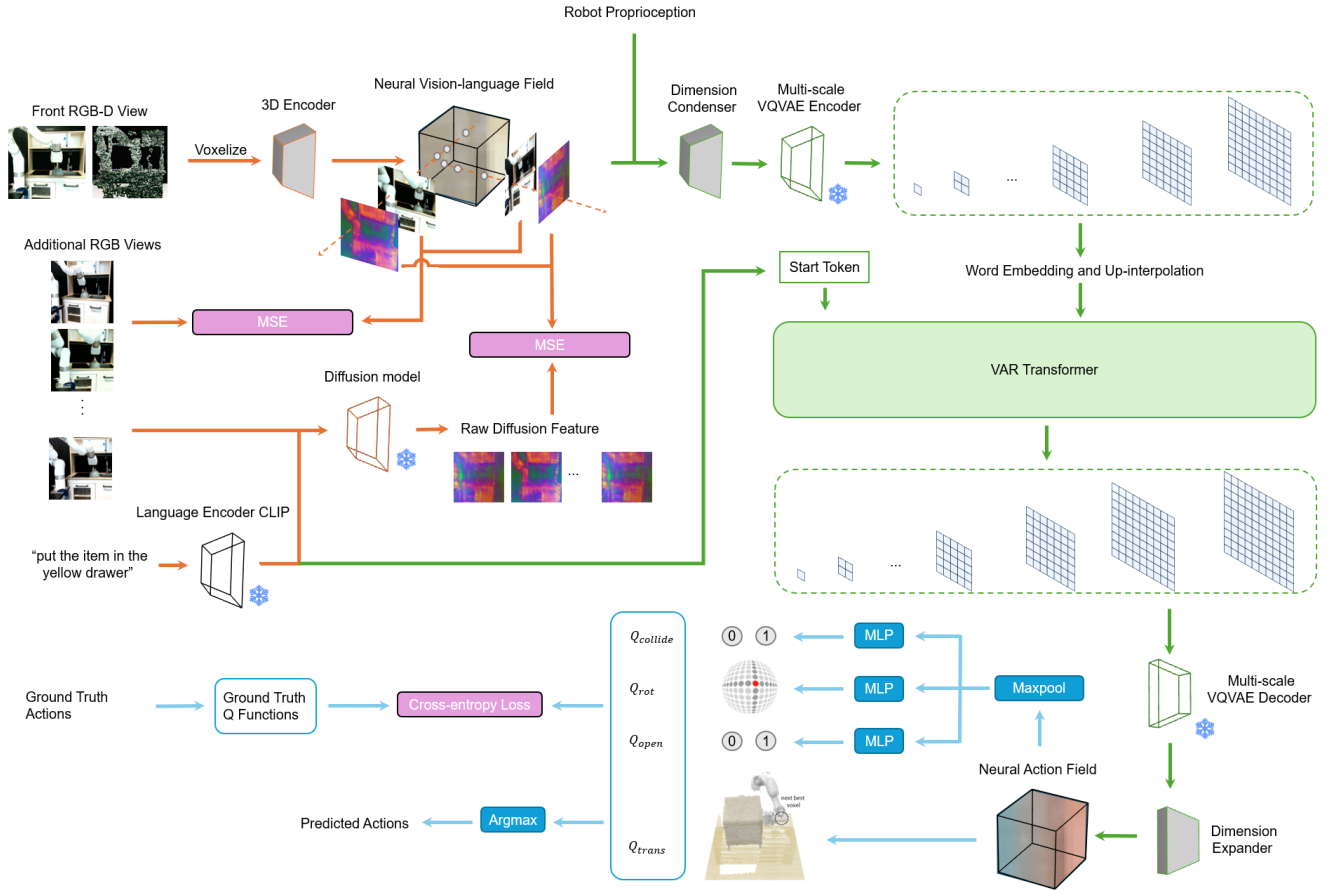 Robot Proprioception
Neural Vision-language Field
Dimension
Condenser
Multi-scale
VQVAE Encoder
Front RGB-D View
3D Encoder
Voxelize
...
Additional RGB Views
Start Token
Word Embedding and Up-interpolation
MSE
MSE
VAR Transformer
Diffusion model
Raw Diffusion Feature
...
Language Encoder CLIP
“put the item in the
yellow drawer”
...
Q_collide
0 1
MLP
Multi-scale
VQVAE Decoder
Ground Truth
Actions
Ground Truth
Q Functions
Cross-entropy Loss
Q_rot
MLP
Maxpool
Q_open
0 1
MLP
Neural Action Field
next best
voxel
Predicted Actions
Argmax
Q_trans
Dimension
Expander